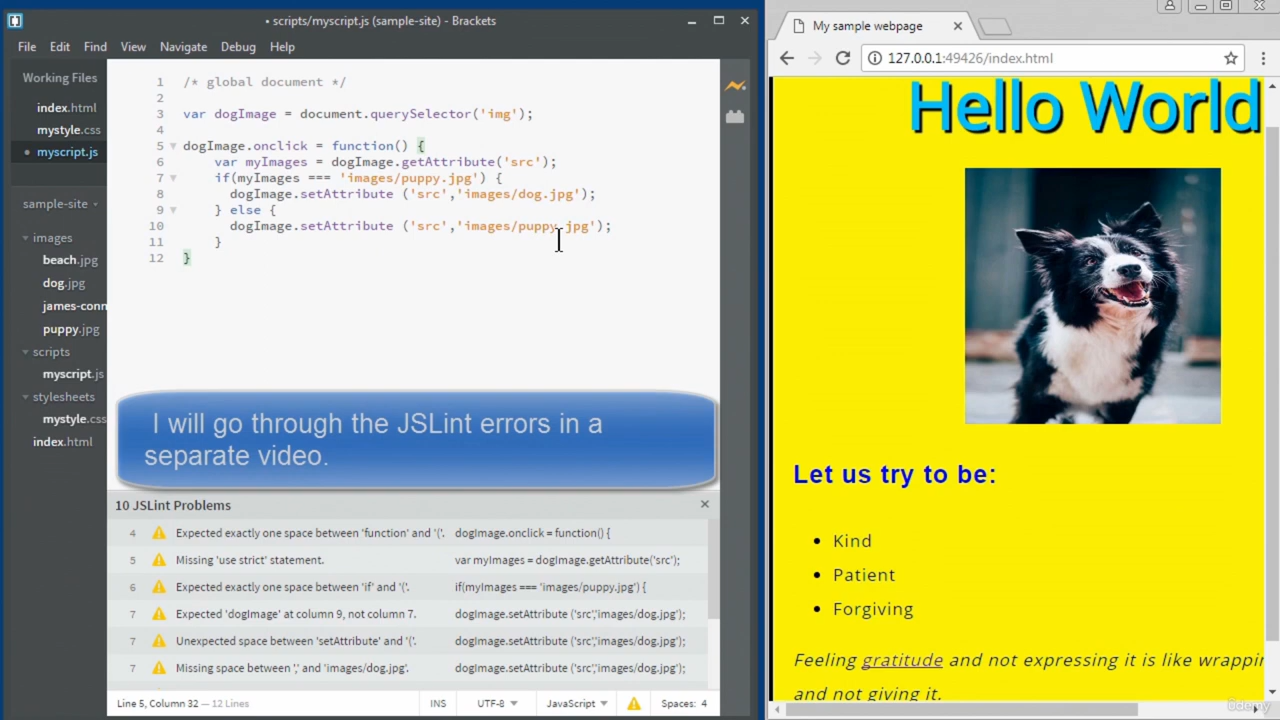 • scripts/myscript.js (sample-site) - Brackets
File Edit Find View Navigate Debug Help
Working Files
index.html
mystyle.css
• myscript.js
sample-site
images
beach.jpg
dog.jpg
james-conn
puppy.jpg
scripts
myscript.js
stylesheets
mystyle.css
index.html
1 /* global document */
2
3 var dogImage = document.querySelector('img');
4
5 dogImage.onclick = function() {
6 var myImages = dogImage.getAttribute('src');
7 if(myImages === 'images/puppy.jpg') {
8 dogImage.setAttribute ('src','images/dog.jpg');
9 } else {
10 dogImage.setAttribute ('src','images/puppy.jpg');
11 }
12 }
I will go through the JSLint errors in a
separate video.
10 JSLint Problems
4 Expected exactly one space between 'function' and '('. dogImage.onclick = function() {
5 Missing 'use strict' statement. var myImages = dogImage.getAttribute('src');
6 Expected exactly one space between 'if' and '('. if(myImages === 'images/puppy.jpg') {
7 Expected 'dogImage' at column 9, not column 7. dogImage.setAttribute ('src','images/dog.jpg');
7 Unexpected space between 'setAttribute' and '('. dogImage.setAttribute ('src','images/dog.jpg');
7 Missing space between ',' and 'images/dog.jpg'. dogImage.setAttribute ('src','images/dog.jpg');
Line 5, Column 32 — 12 Lines INS UTF-8 JavaScript Spaces: 4
My sample webpage
127.0.0.1:49426/index.html
Hello World
Let us try to be:
• Kind
• Patient
• Forgiving
Feeling gratitude and not expressing it is like wrappin
and not giving it.
ûdemy